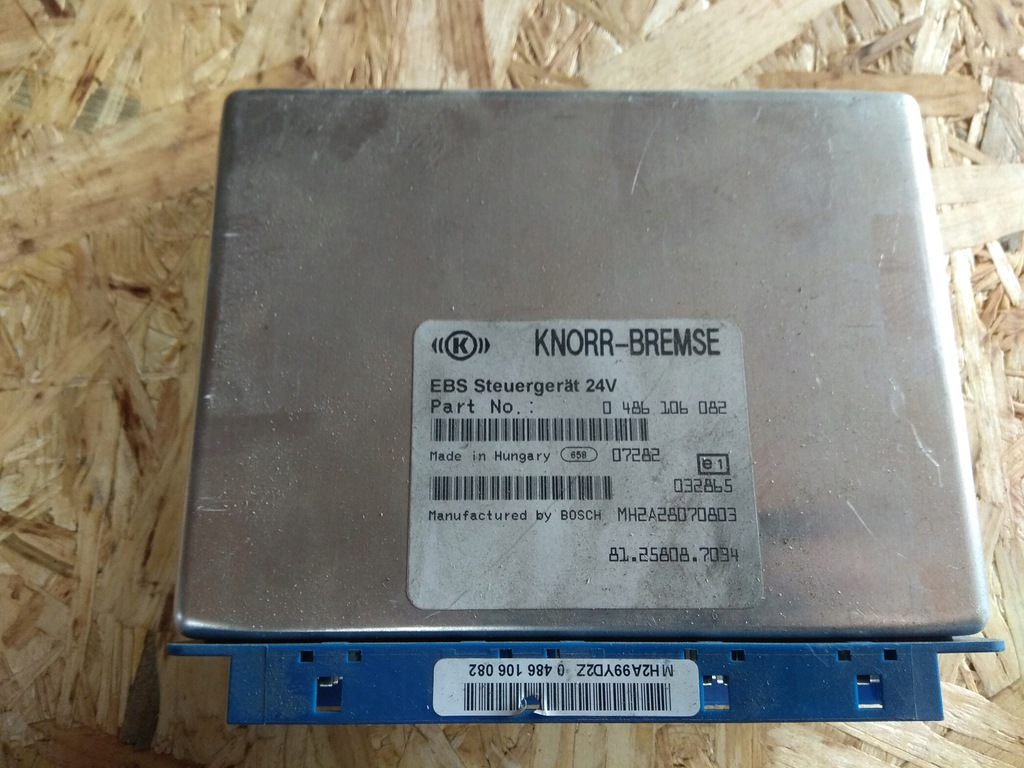 K KNORR-BREMSE
EBS Steuergerät 24V
Part No.: 0 486 106 082
Made in Hungary 658 07282 e1
032865
Manufactured by BOSCH MH2A28070803
81.25808.7034
MH2A99YD2Z 0 486 106 082